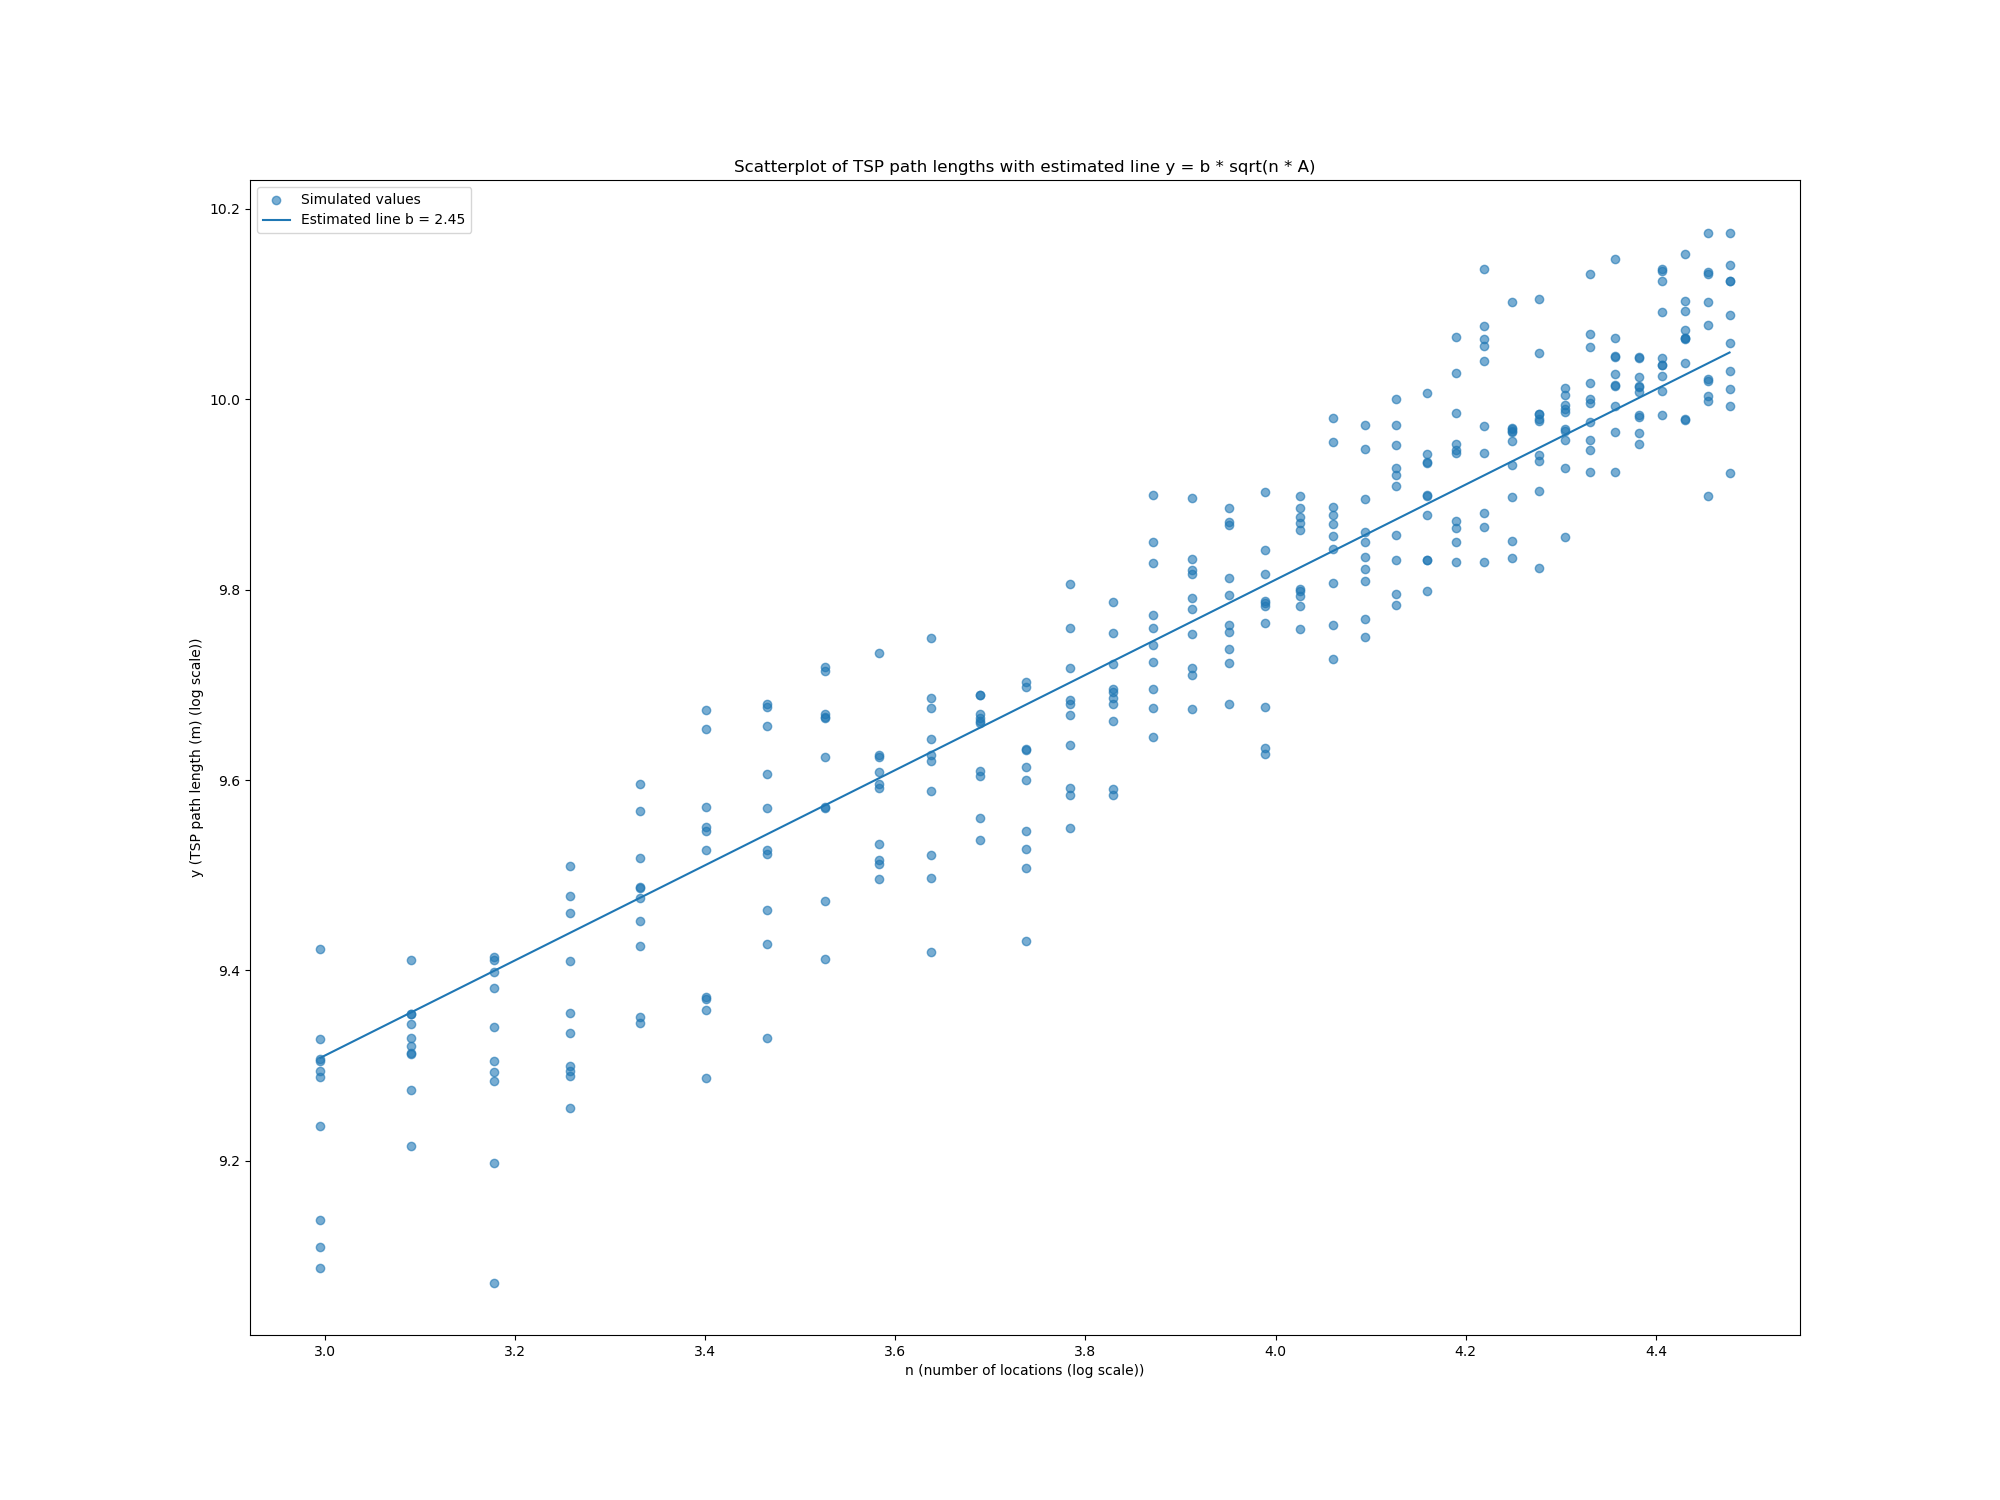 Scatterplot of TSP path lengths with estimated line y = b * sqrt(n * A)
Simulated values
Estimated line b = 2.45
10.2
10.0
9.8
9.6
9.4
9.2
y (TSP path length (m) (log scale))
3.0 3.2 3.4 3.6 3.8 4.0 4.2 4.4
n (number of locations (log scale))